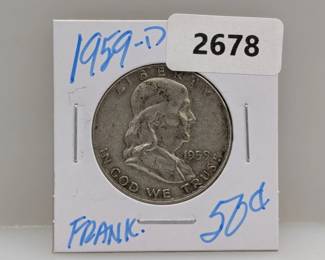 1959-D
2678
LIBERTY
1959
IN GOD WE TRUST
FRANK.
50¢